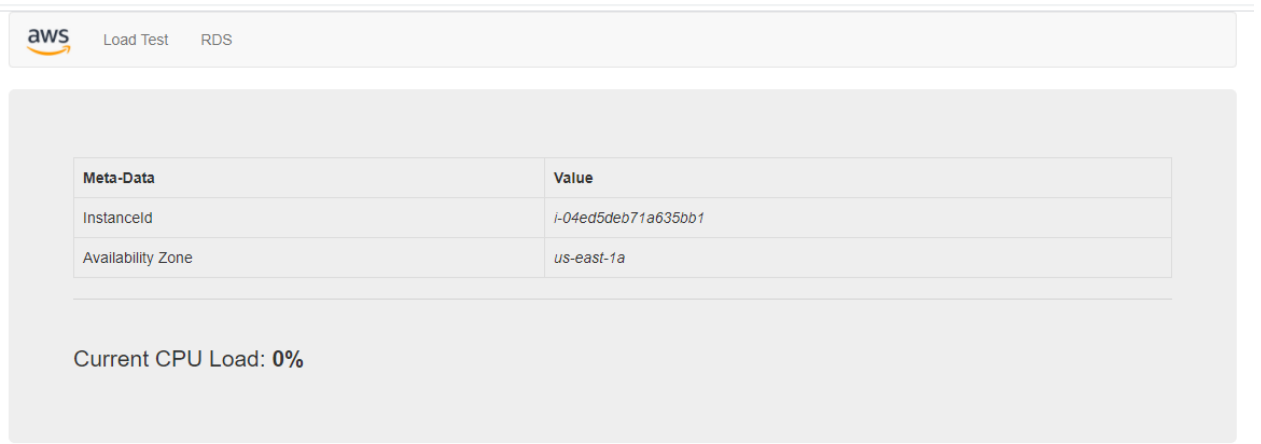 aws Load Test RDS
Meta-Data Value
InstanceId i-04ed5deb71a635bb1
Availability Zone us-east-1a
Current CPU Load: 0%